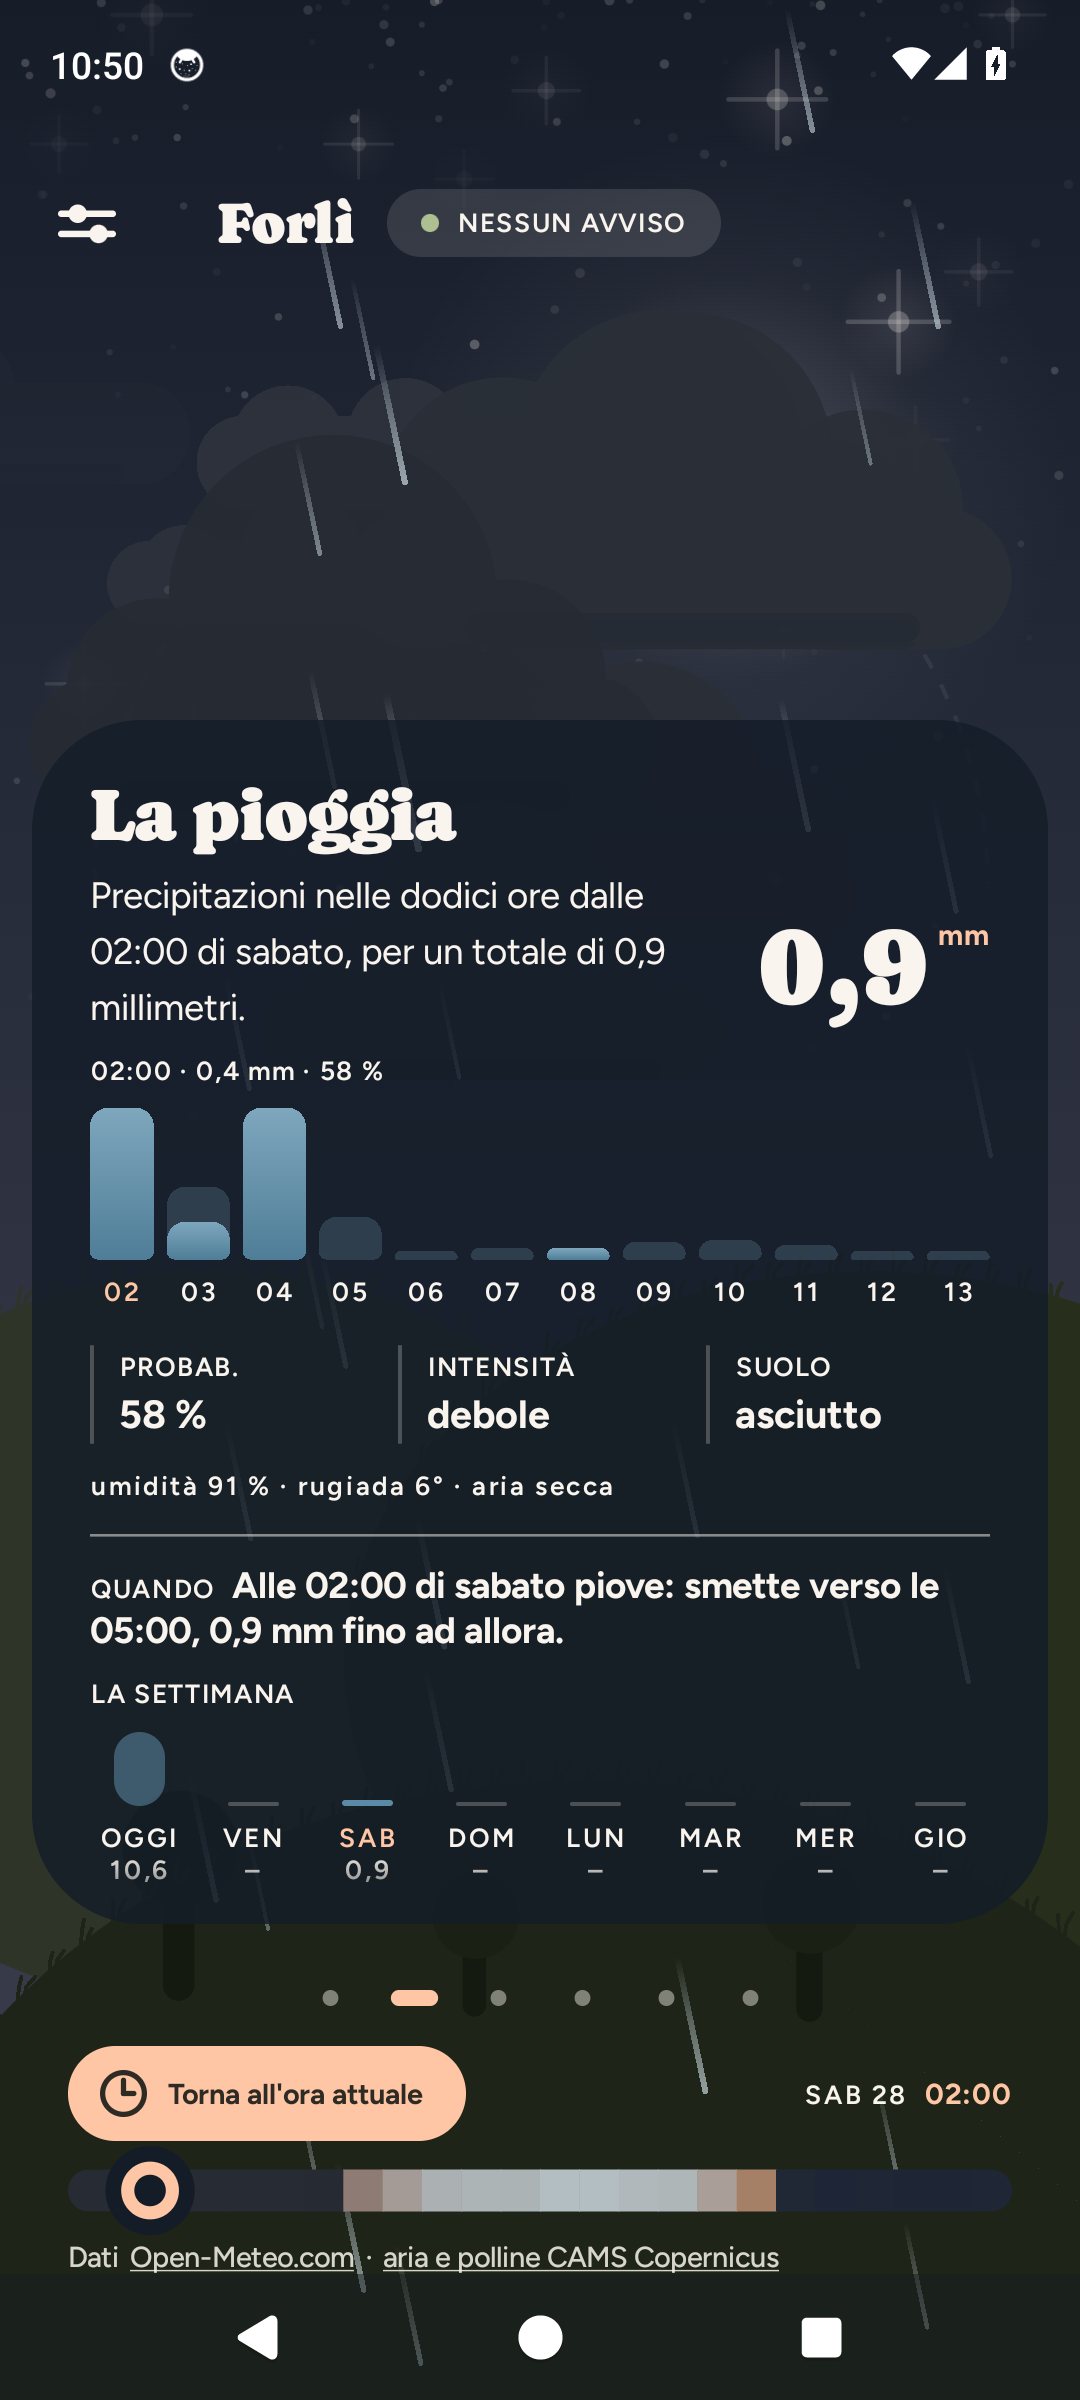 10:50
Forlì
NESSUN AVVISO
La pioggia
Precipitazioni nelle dodici ore dalle
02:00 di sabato, per un totale di 0,9
millimetri.
0,9 mm
02:00 · 0,4 mm · 58 %
02 03 04 05 06 07 08 09 10 11 12 13
PROBAB. INTENSITÀ SUOLO
58 % debole asciutto
umidità 91 % · rugiada 6° · aria secca
QUANDO Alle 02:00 di sabato piove: smette verso le
05:00, 0,9 mm fino ad allora.
LA SETTIMANA
OGGI VEN SAB DOM LUN MAR MER GIO
10,6 – 0,9 – – – – –
Torna all'ora attuale
SAB 28 02:00
Dati Open-Meteo.com · aria e polline CAMS Copernicus